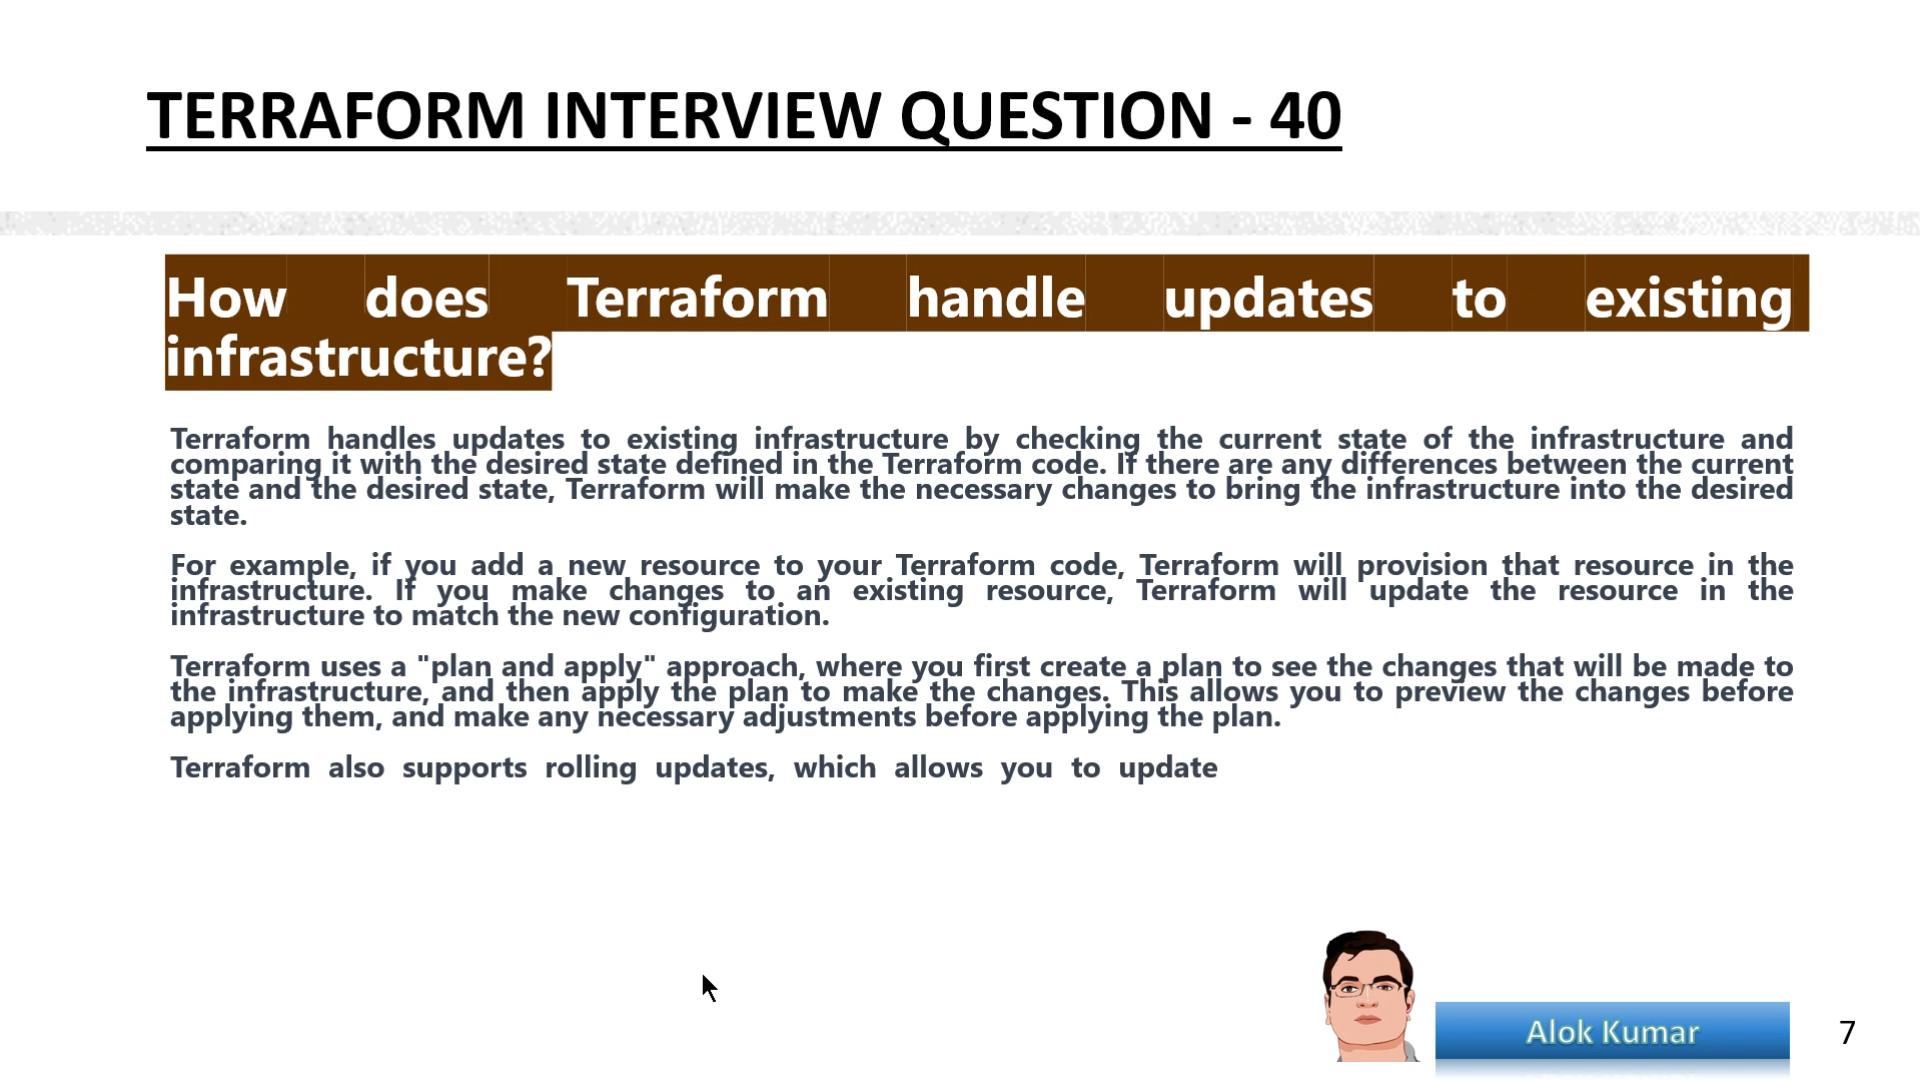 TERRAFORM INTERVIEW QUESTION - 40
How does Terraform handle updates to existing
infrastructure?
Terraform handles updates to existing infrastructure by checking the current state of the infrastructure and
comparing it with the desired state defined in the Terraform code. If there are any differences between the current
state and the desired state, Terraform will make the necessary changes to bring the infrastructure into the desired
state.
For example, if you add a new resource to your Terraform code, Terraform will provision that resource in the
infrastructure. If you make changes to an existing resource, Terraform will update the resource in the
infrastructure to match the new configuration.
Terraform uses a "plan and apply" approach, where you first create a plan to see the changes that will be made to
the infrastructure, and then apply the plan to make the changes. This allows you to preview the changes before
applying them, and make any necessary adjustments before applying the plan.
Terraform also supports rolling updates, which allows you to update
Alok Kumar
7